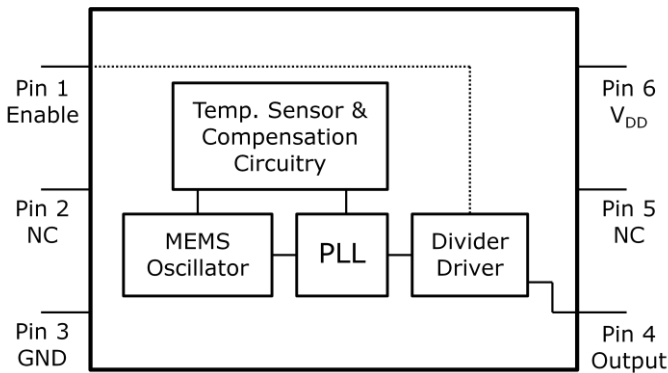 Pin 1
Enable
Temp. Sensor &
Compensation
Circuitry
Pin 6
VDD
Pin 2
NC
MEMS
Oscillator
PLL
Divider
Driver
Pin 5
NC
Pin 3
GND
Pin 4
Output